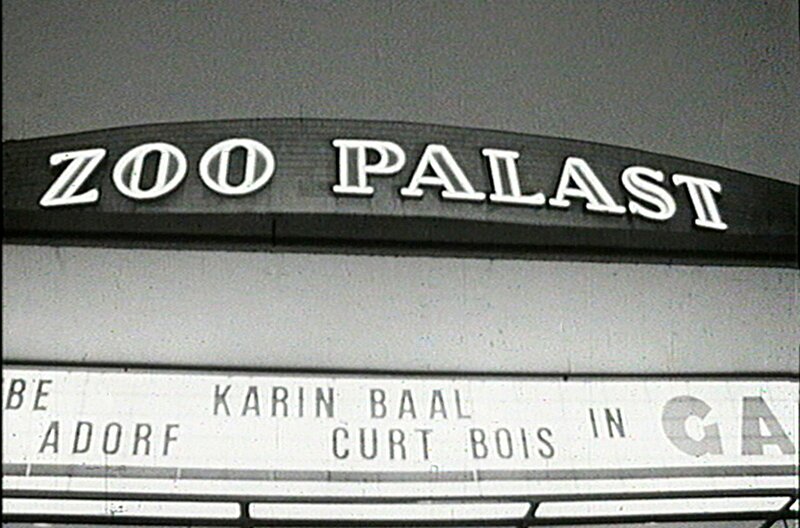 ZOO PALAST
BE KARIN BAAL
ADORF CURT BOIS IN GA